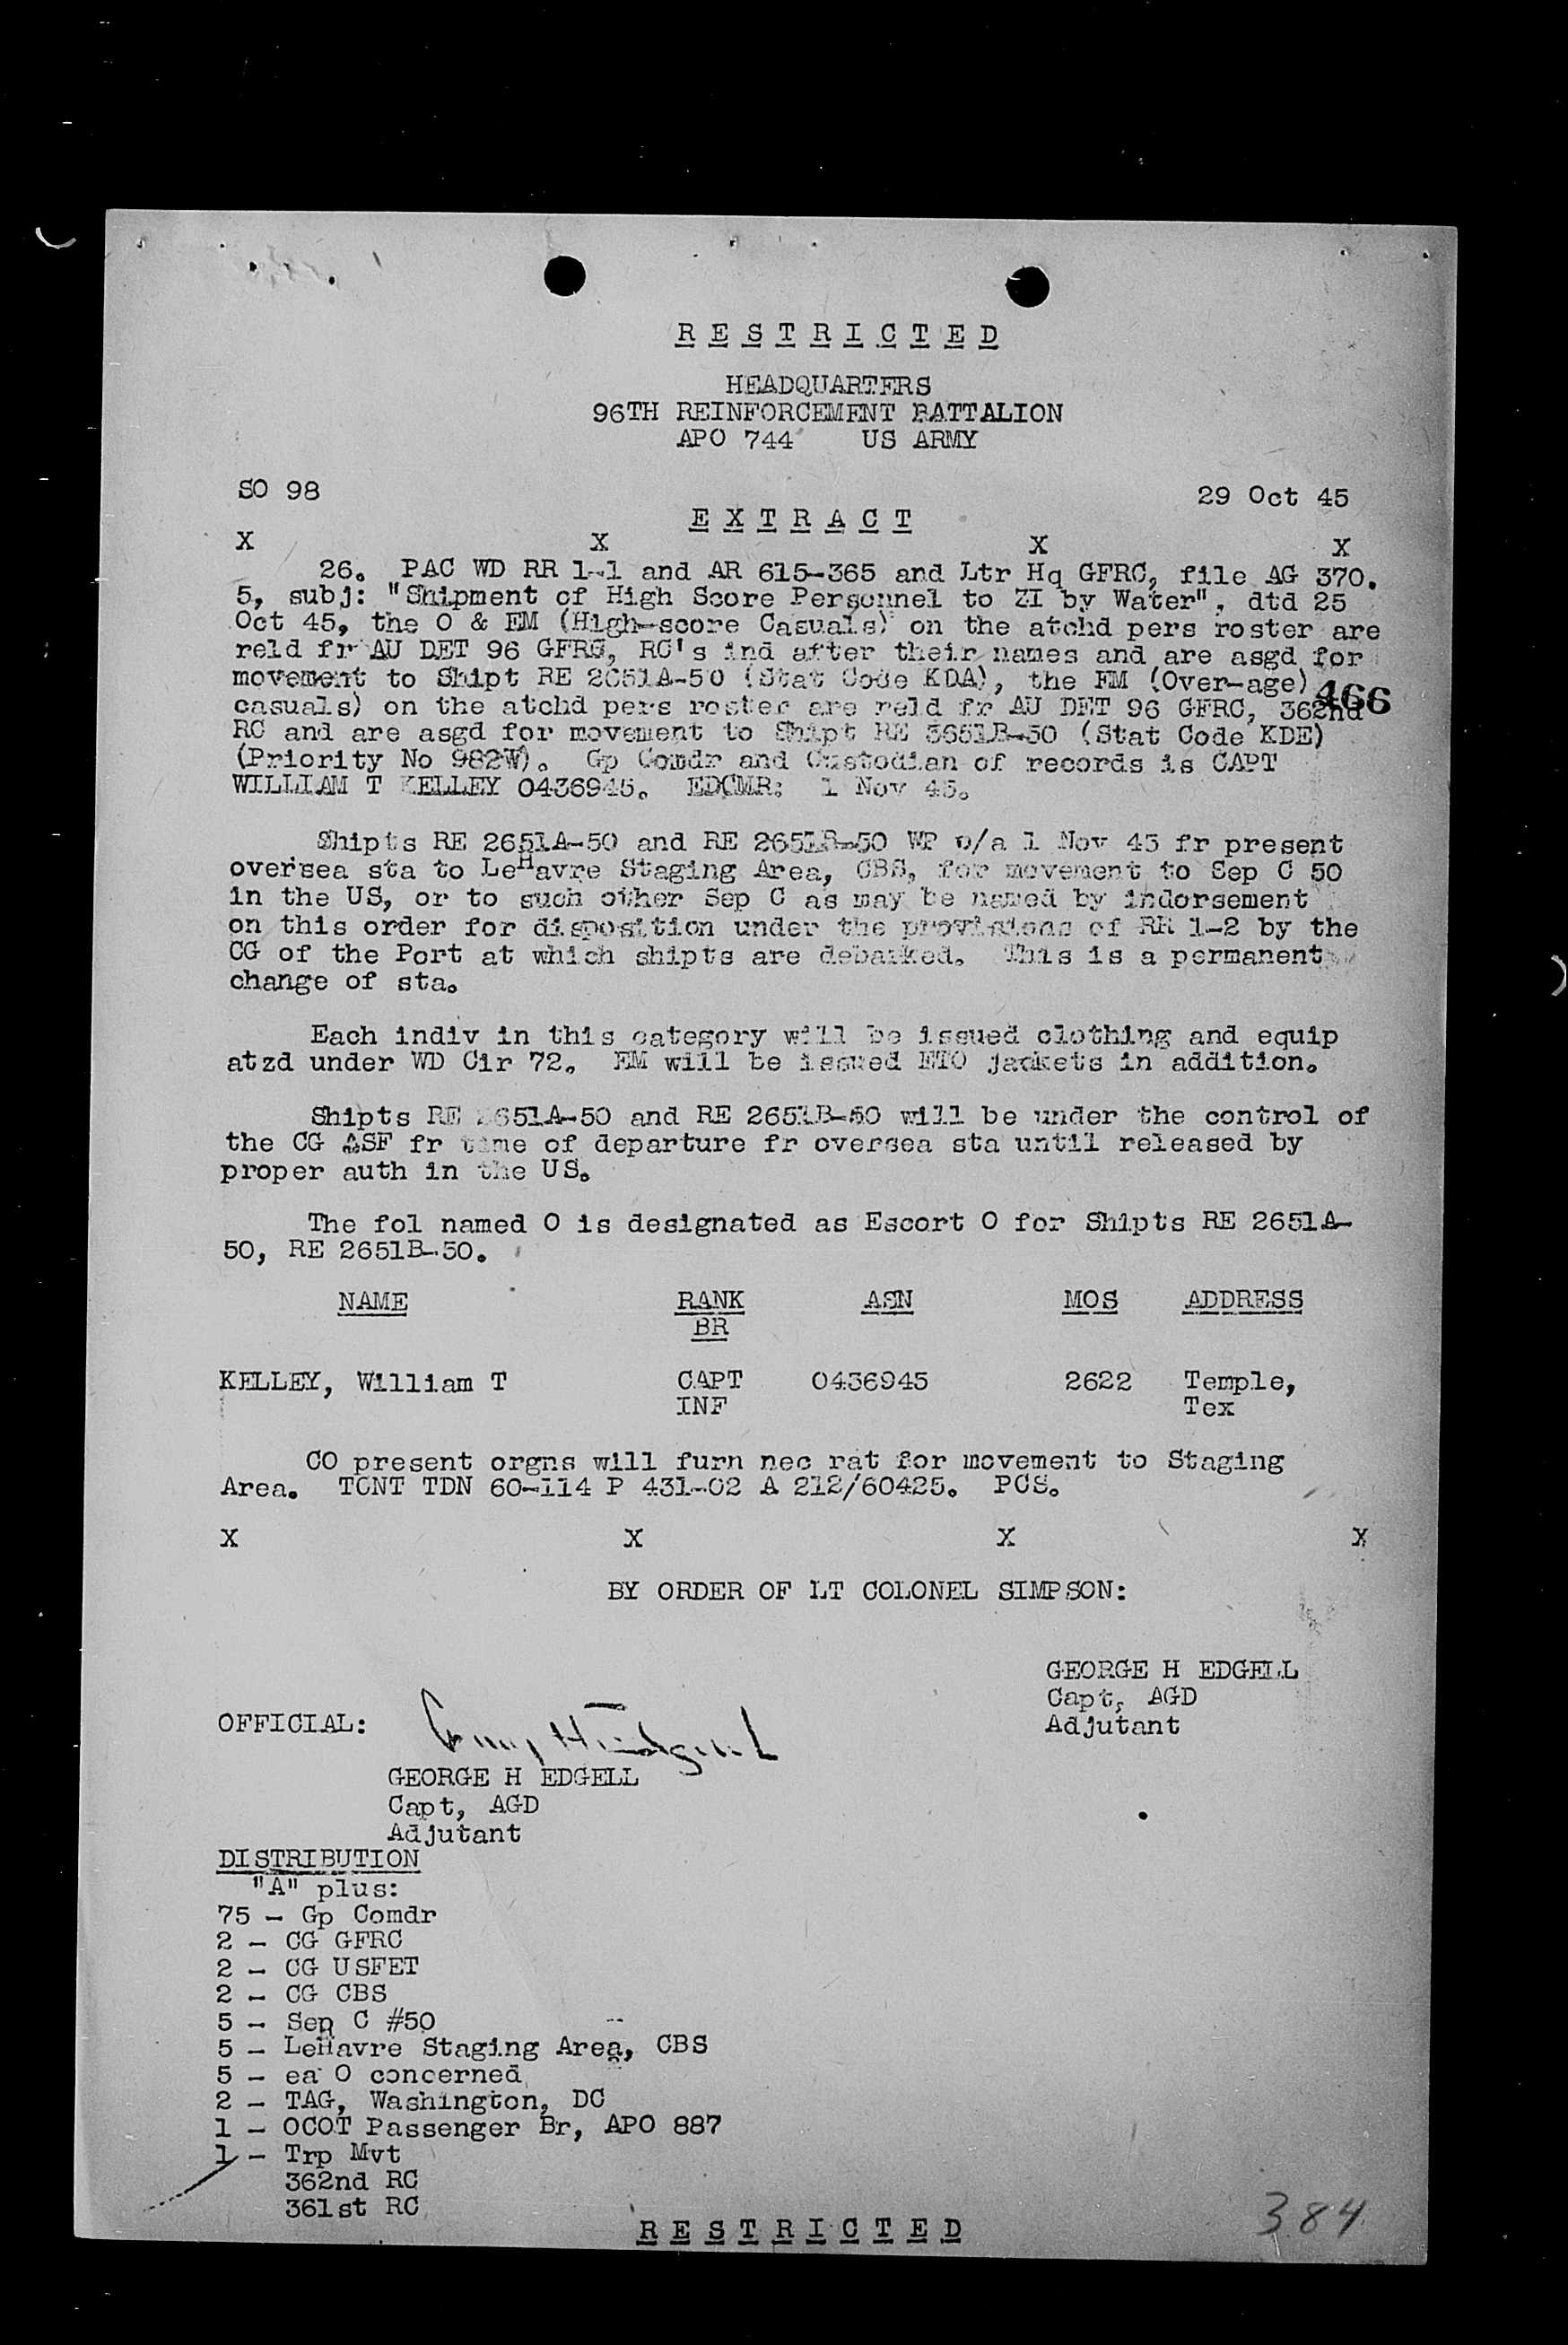 RESTRICTED
HEADQUARTERS
96TH REINFORCEMENT BATTALION
APO 744 US ARMY
SO 98 29 Oct 45
EXTRACT
X X X X
26. PAC WD RR 1-1 and AR 615-365 and Ltr Hq GFRC, file AG 370.
5, subj: "Shipment of High Score Personnel to ZI by Water", dtd 25
Oct 45, the O & EM (High-score Casuals) on the atchd pers roster are
reld fr AU DET 96 GFRC, RC's ind after their names and are asgd for
movement to Shipt RE 2651A-50 (Stat Code KDA), the EM (Over-age)
casuals) on the atchd pers roster are reld fr AU DET 96 GFRC, 362nd
466
RC and are asgd for movement to Shipt RE 3651B-50 (Stat Code KDE)
(Priority No 982W). Gp Comdr and Custodian of records is CAPT
WILLIAM T KELLEY 0436945. EDCMR: 1 Nov 45.
Shipts RE 2651A-50 and RE 2651B-50 WP o/a 1 Nov 45 fr present
oversea sta to LeHavre Staging Area, CBS, for movement to Sep C 50
in the US, or to such other Sep C as may be named by indorsement
on this order for disposition under the provisions of RR 1-2 by the
CG of the Port at which shipts are debarked. This is a permanent
change of sta.
Each indiv in this category will be issued clothing and equip
atzd under WD Cir 72. EM will be issued ETO jackets in addition.
Shipts RE 2651A-50 and RE 2651B-50 will be under the control of
the CG ASF fr time of departure fr oversea sta until released by
proper auth in the US.
The fol named O is designated as Escort O for Shipts RE 2651A-
50, RE 2651B-50.
NAME RANK ASN MOS ADDRESS
BR
KELLEY, William T CAPT 0436945 2622 Temple,
INF Tex
CO present orgns will furn nec rat for movement to Staging
Area. TCNT TDN 60-114 P 431-02 A 212/60425. PCS.
X X X X
BY ORDER OF LT COLONEL SIMPSON:
GEORGE H EDGELL
Capt, AGD
Adjutant
OFFICIAL: George H Edgell
GEORGE H EDGELL
Capt, AGD
Adjutant
DISTRIBUTION
"A" plus:
75 - Gp Comdr
2 - CG GFRC
2 - CG USFET
2 - CG CBS
5 - Sep C #50
5 - LeHavre Staging Area, CBS
5 - ea O concerned
2 - TAG, Washington, DC
1 - OCOT Passenger Br, APO 887
1 - Trp Mvt
362nd RC
361st RC
RESTRICTED
384